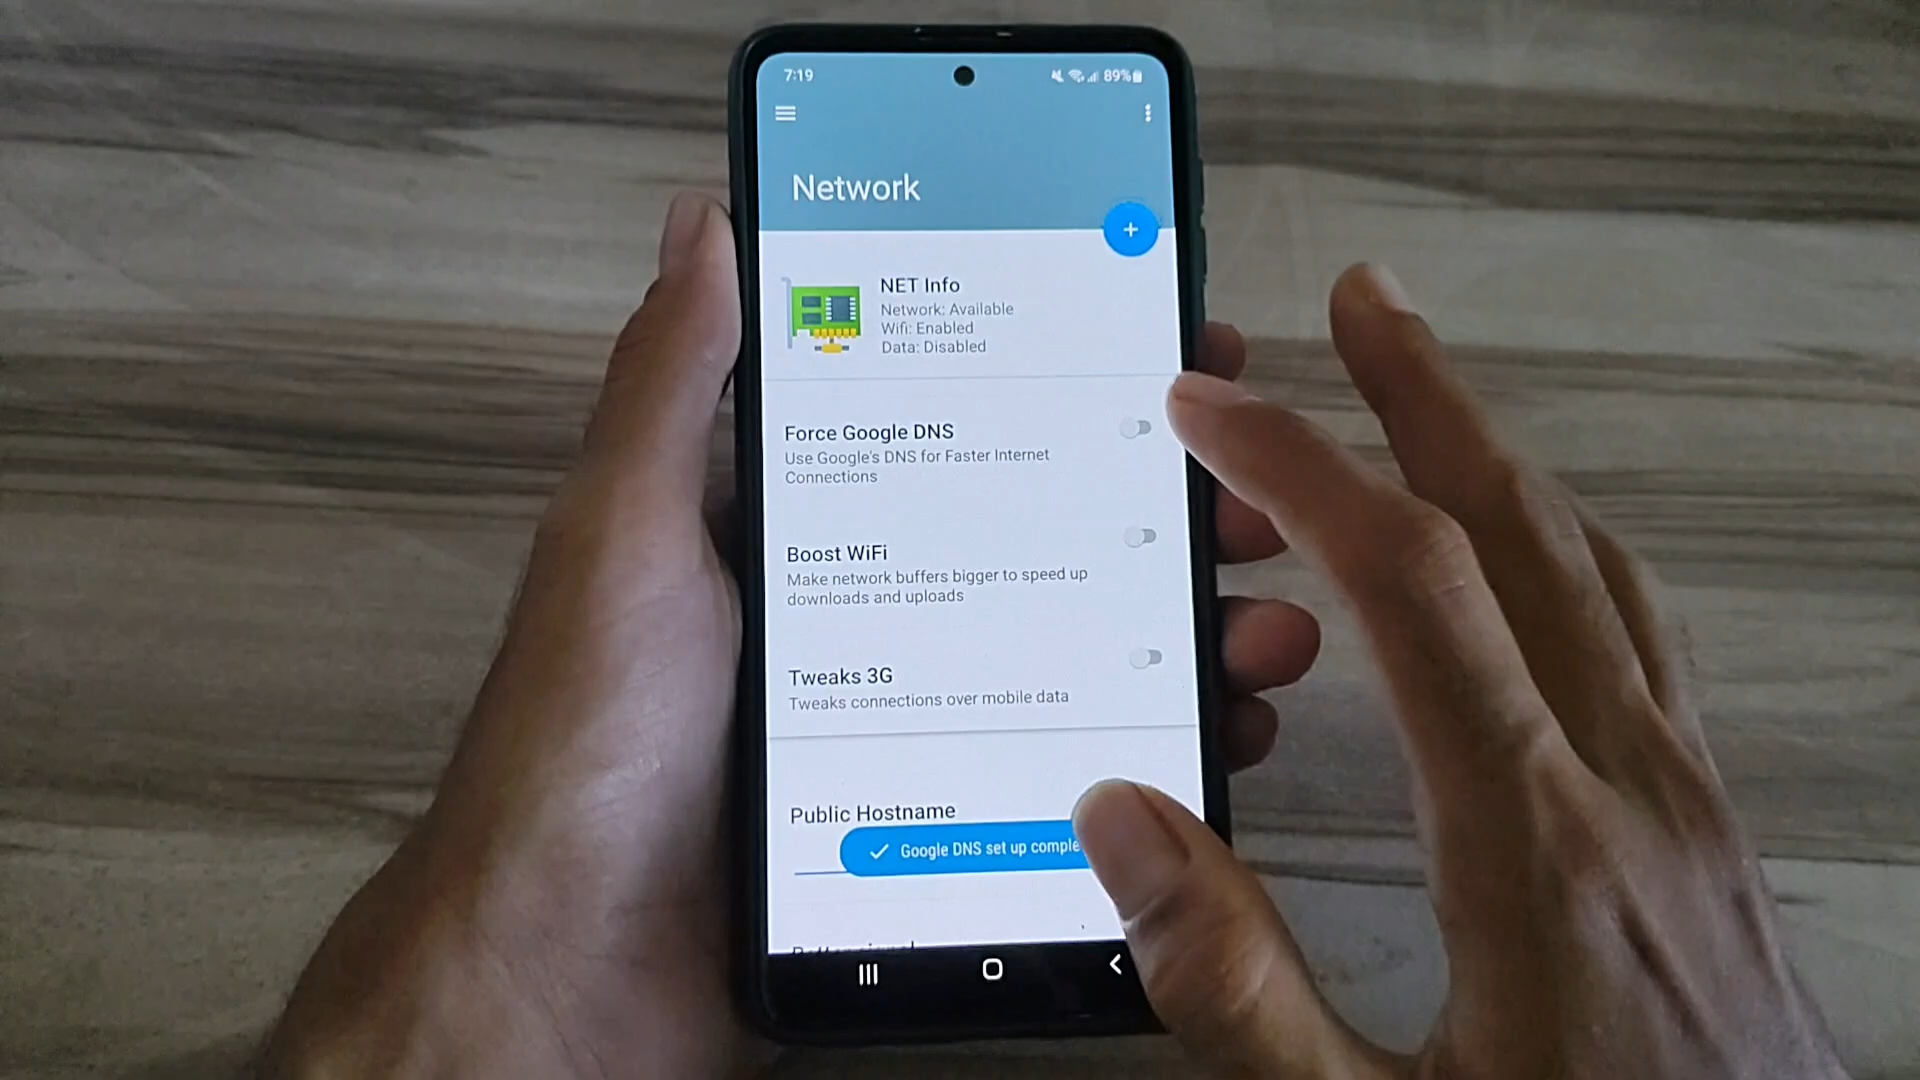 7:19
89%
Network
+
NET Info
Network: Available
Wifi: Enabled
Data: Disabled
Force Google DNS
Use Google's DNS for Faster Internet
Connections
Boost WiFi
Make network buffers bigger to speed up
downloads and uploads
Tweaks 3G
Tweaks connections over mobile data
Public Hostname
Google DNS set up comple